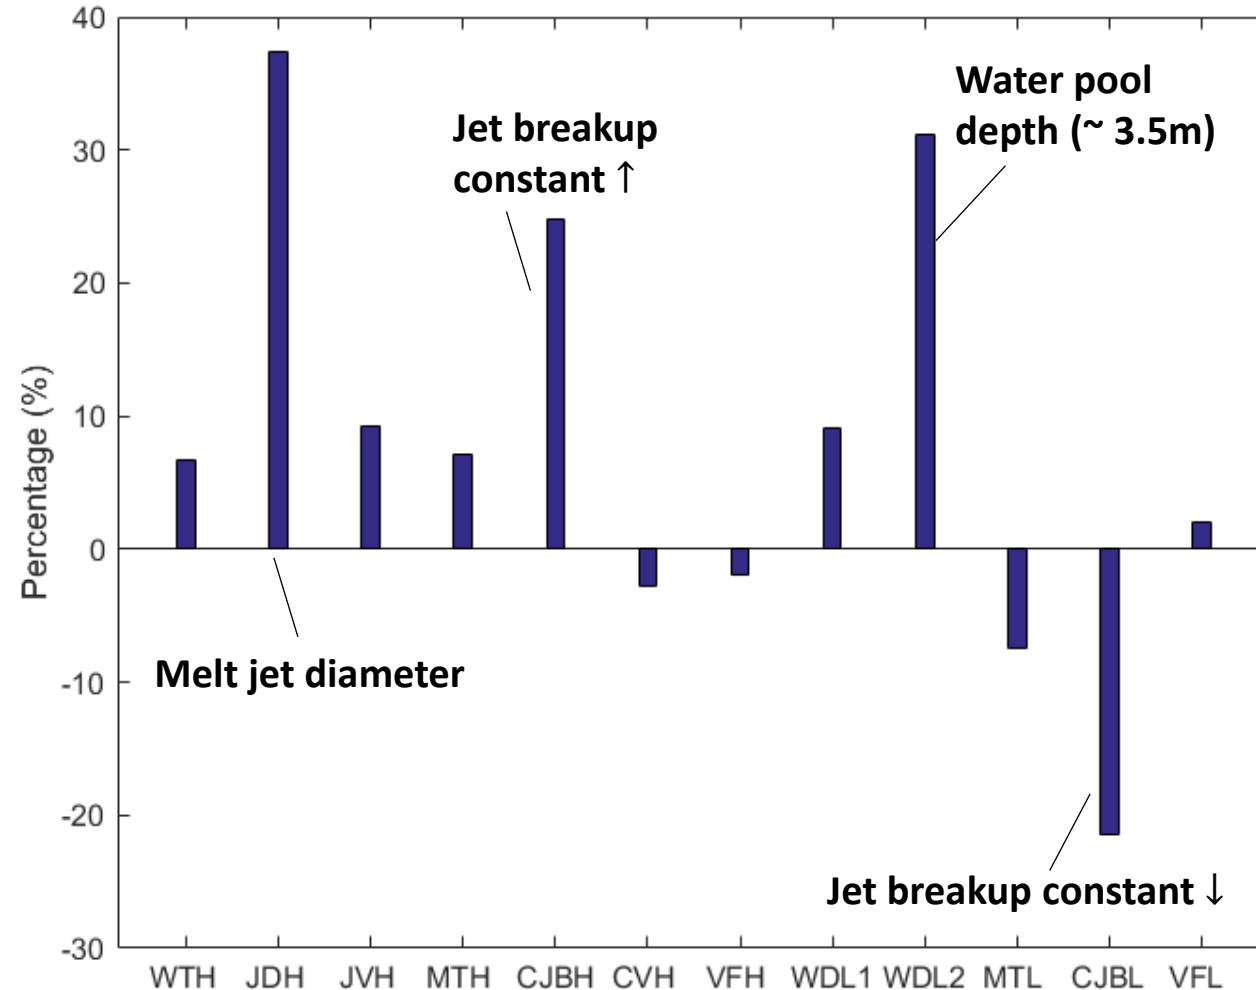 40
30
20
10
0
-10
-20
-30
Percentage (%)
Jet breakup
constant ↑
Water pool
depth (~ 3.5m)
Melt jet diameter
Jet breakup constant ↓
WTH JDH JVH MTH CJBH CVH VFH WDL1 WDL2 MTL CJBL VFL